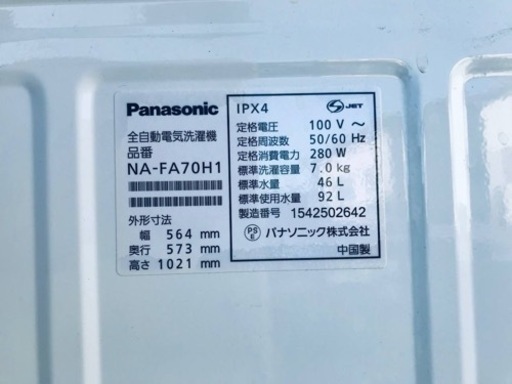 Panasonic
全自動電気洗濯機
品番
NA-FA70H1
外形寸法
幅 564 mm
奥行 573 mm
高さ 1021 mm
IPX4
S JET
定格電圧 100 V ～
定格周波数 50/60 Hz
定格消費電力 280 W
標準洗濯容量 7.0 kg
標準水量 46 L
標準使用水量 92 L
製造番号 1542502642
PS E パナソニック株式会社
中国製